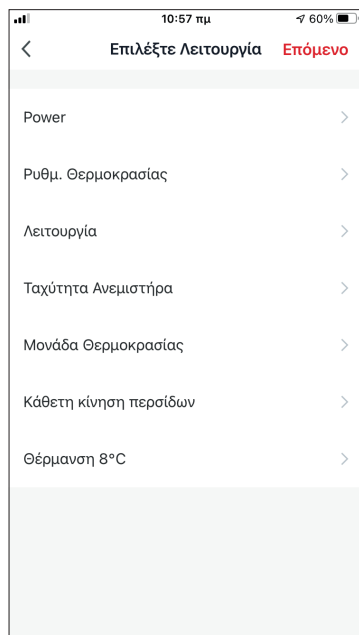 10:57 πμ 60%
Επιλέξτε Λειτουργία Επόμενο
Power
Ρυθμ. Θερμοκρασίας
Λειτουργία
Ταχύτητα Ανεμιστήρα
Μονάδα Θερμοκρασίας
Κάθετη κίνηση περσίδων
Θέρμανση 8°C